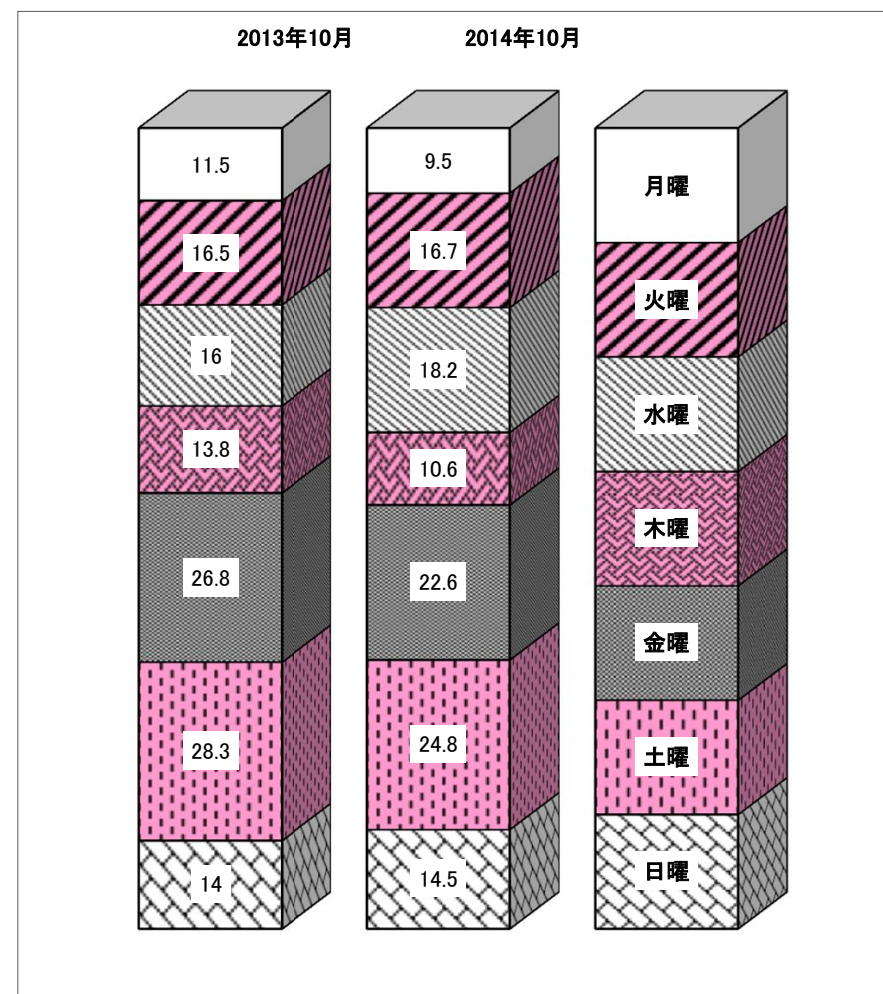 2013年10月 2014年10月
11.5 9.5 月曜
16.5 16.7 火曜
16 18.2 水曜
13.8 10.6 木曜
26.8 22.6 金曜
28.3 24.8 土曜
14 14.5 日曜